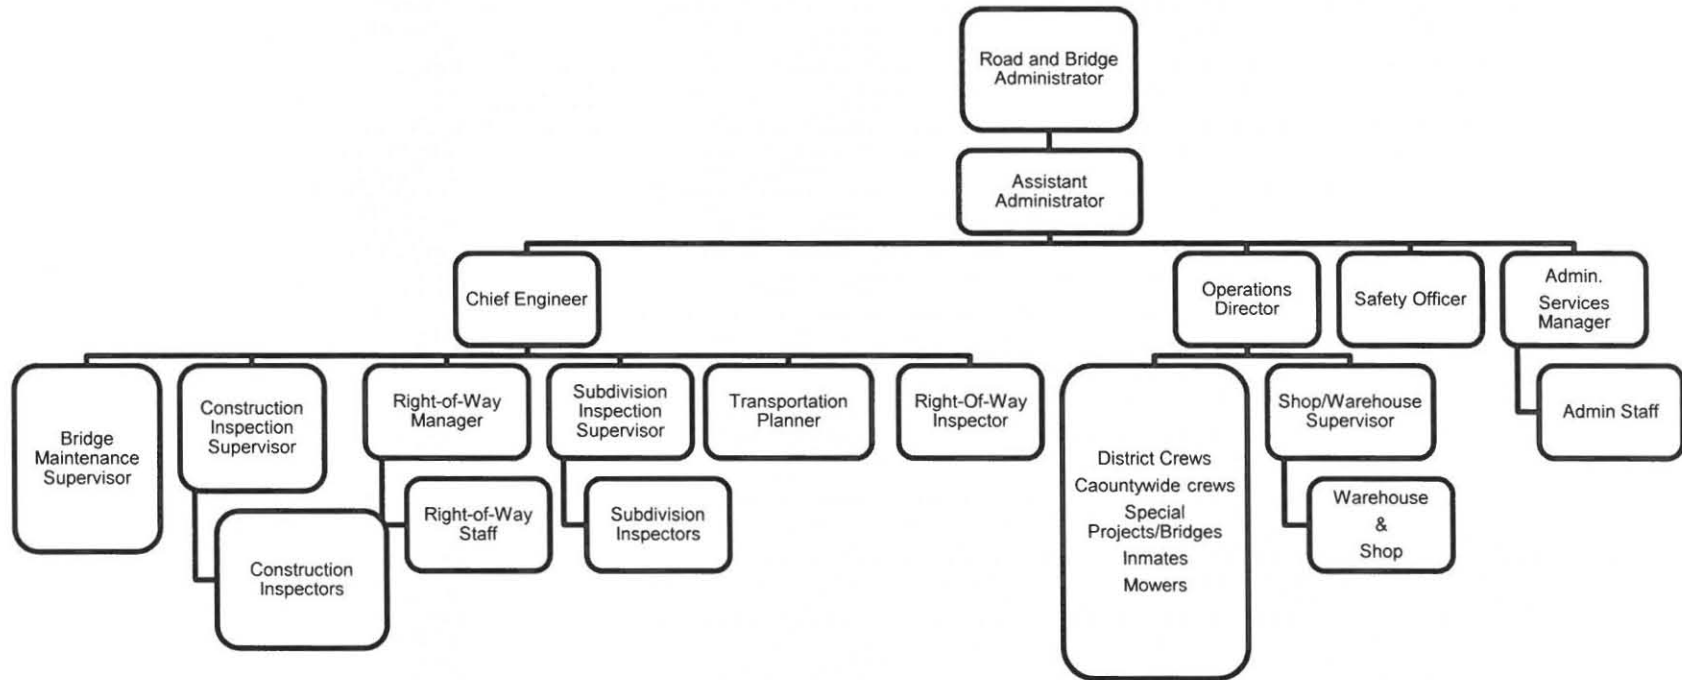 Road and Bridge
Administrator
Assistant
Administrator
Chief Engineer
Operations
Director
Safety Officer
Admin.
Services
Manager
Bridge
Maintenance
Supervisor
Construction
Inspection
Supervisor
Right-of-Way
Manager
Subdivision
Inspection
Supervisor
Transportation
Planner
Right-Of-Way
Inspector
District Crews
Caountywide crews
Special
Projects/Bridges
Inmates
Mowers
Shop/Warehouse
Supervisor
Admin Staff
Construction
Inspectors
Right-of-Way
Staff
Subdivision
Inspectors
Warehouse
&
Shop